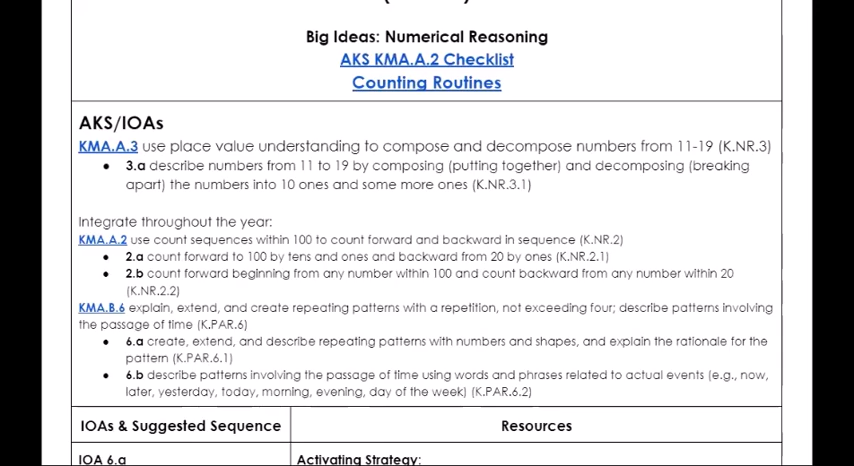 Big Ideas: Numerical Reasoning
AKS KMA.A.2 Checklist
Counting Routines
AKS/IOAs
KMA.A.3 use place value understanding to compose and decompose numbers from 11-19 (K.NR.3)
• 3.a describe numbers from 11 to 19 by composing (putting together) and decomposing (breaking
apart) the numbers into 10 ones and some more ones (K.NR.3.1)
Integrate throughout the year:
KMA.A.2 use count sequences within 100 to count forward and backward in sequence (K.NR.2)
• 2.a count forward to 100 by tens and ones and backward from 20 by ones (K.NR.2.1)
• 2.b count forward beginning from any number within 100 and count backward from any number within 20
(K.NR.2.2)
KMA.B.6 explain, extend, and create repeating patterns with a repetition, not exceeding four; describe patterns involving
the passage of time (K.PAR.6)
• 6.a create, extend, and describe repeating patterns with numbers and shapes, and explain the rationale for the
pattern (K.PAR.6.1)
• 6.b describe patterns involving the passage of time using words and phrases related to actual events (e.g., now,
later, yesterday, today, morning, evening, day of the week) (K.PAR.6.2)
IOAs & Suggested Sequence
Resources
IOA 6.a
Activating Strategy: